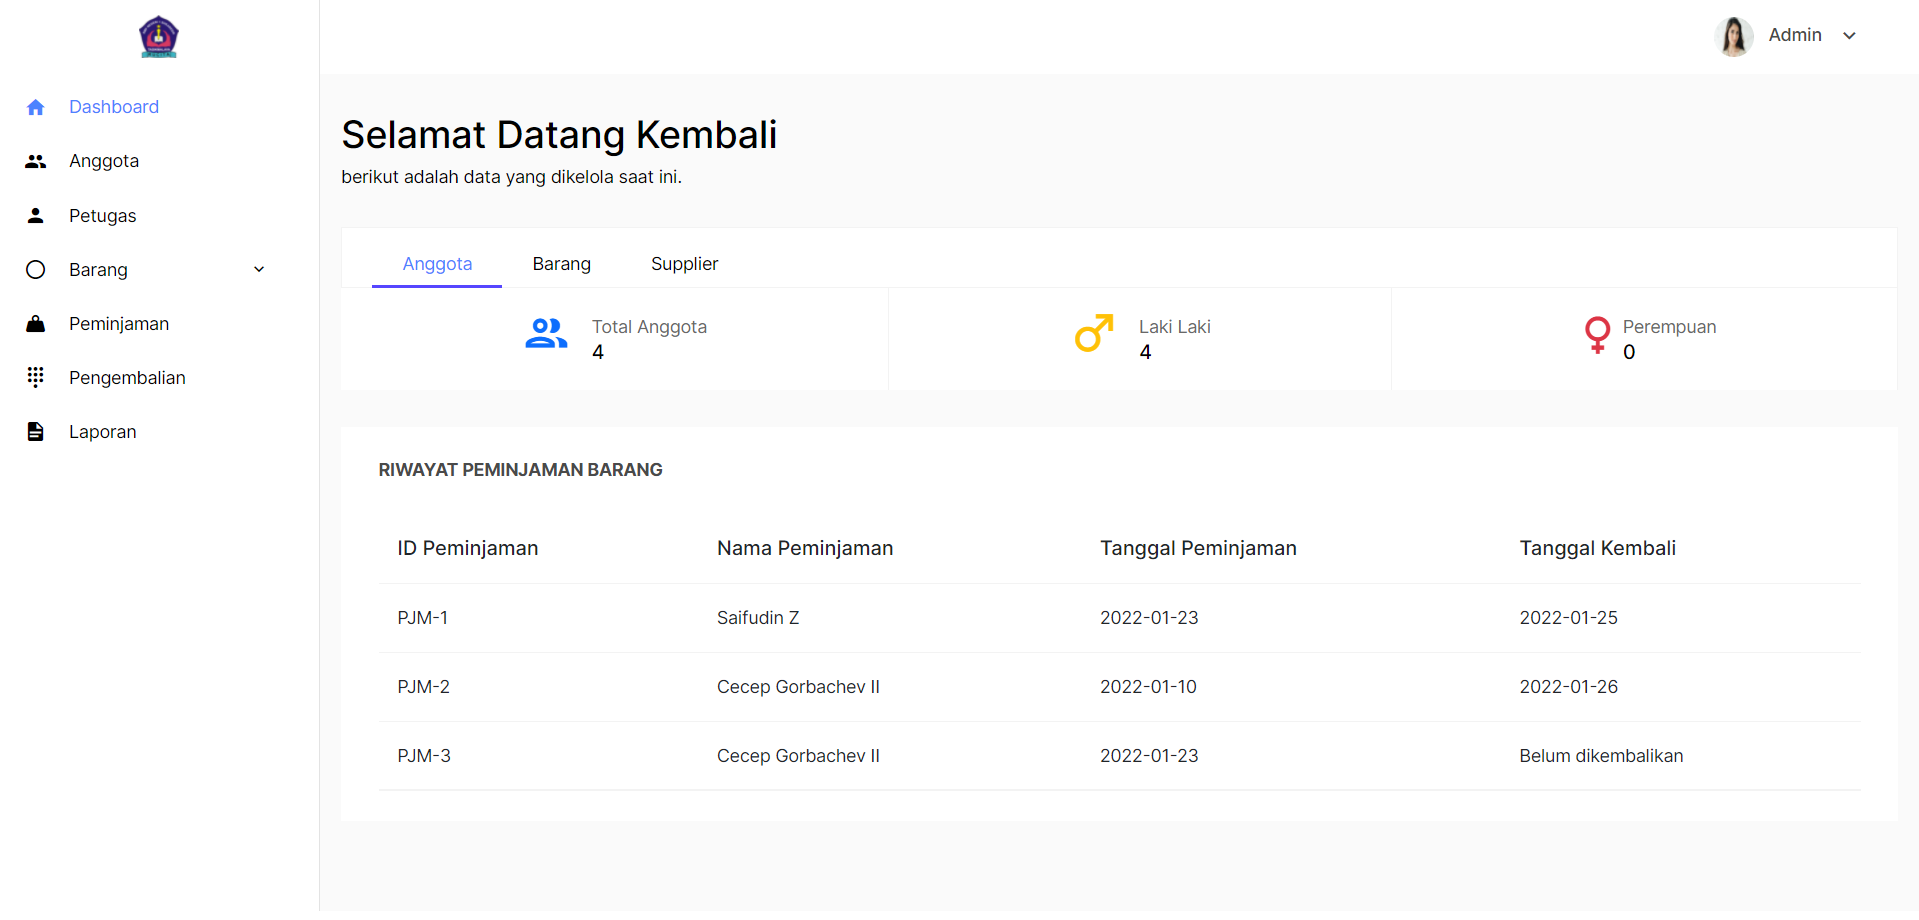 Admin
Dashboard
Anggota
Petugas
Barang
Peminjaman
Pengembalian
Laporan
Selamat Datang Kembali
berikut adalah data yang dikelola saat ini.
Anggota Barang Supplier
Total Anggota
4
Laki Laki
4
Perempuan
0
RIWAYAT PEMINJAMAN BARANG
ID Peminjaman Nama Peminjaman Tanggal Peminjaman Tanggal Kembali
PJM-1 Saifudin Z 2022-01-23 2022-01-25
PJM-2 Cecep Gorbachev II 2022-01-10 2022-01-26
PJM-3 Cecep Gorbachev II 2022-01-23 Belum dikembalikan